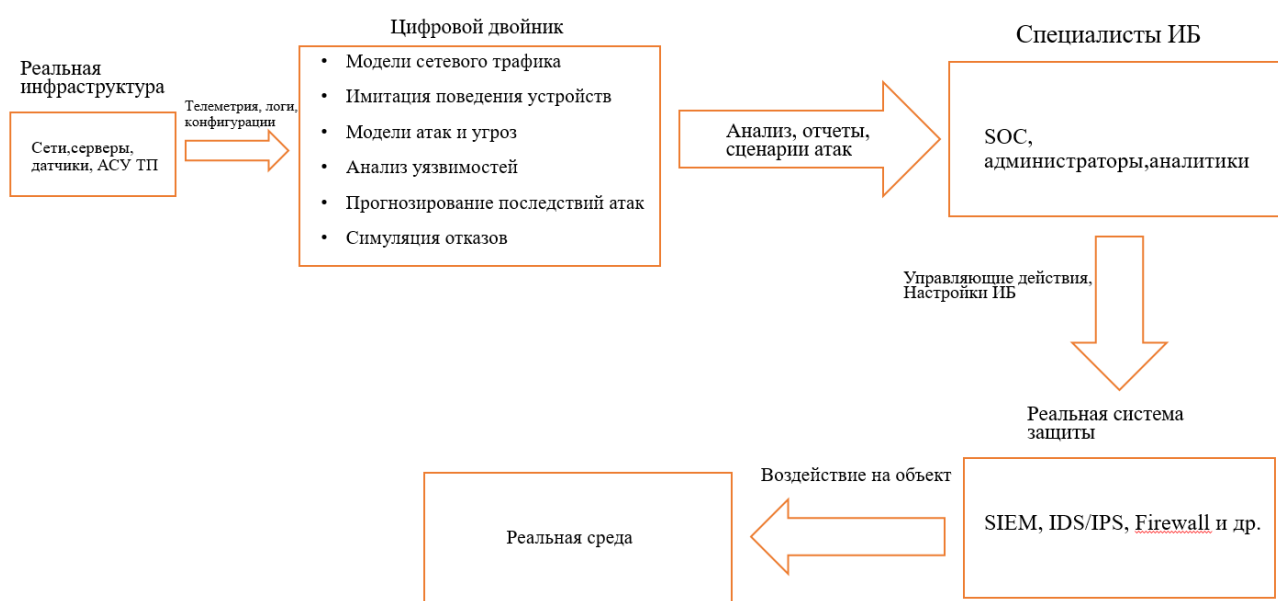 Цифровой двойник
Специалисты ИБ
Реальная
инфраструктура
Сети,серверы,
датчики, АСУ ТП
Телеметрия, логи,
конфигурации
• Модели сетевого трафика
• Имитация поведения устройств
• Модели атак и угроз
• Анализ уязвимостей
• Прогнозирование последствий атак
• Симуляция отказов
Анализ, отчеты,
сценарии атак
SOC,
администраторы,аналитики
Управляющие действия,
Настройки ИБ
Реальная система
защиты
SIEM, IDS/IPS, Firewall и др.
Воздействие на объект
Реальная среда